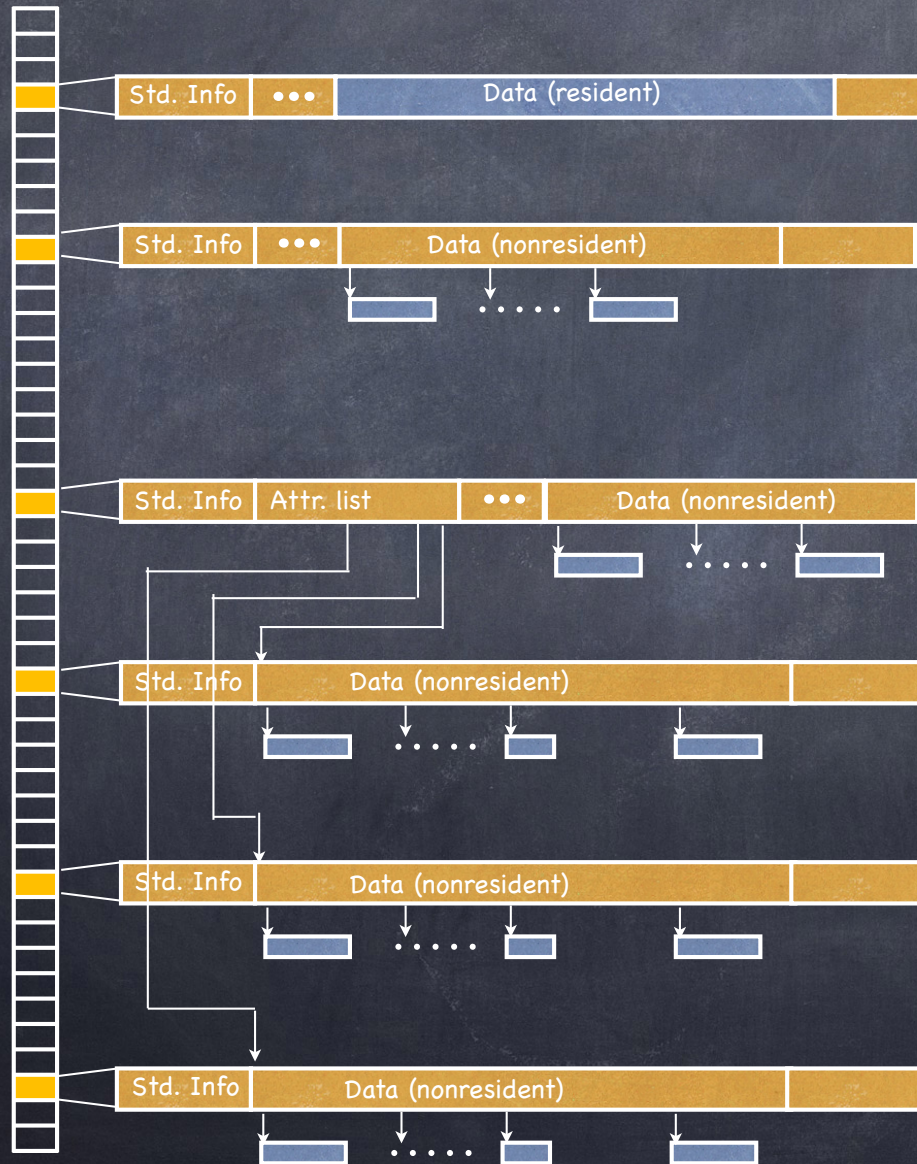 Std. Info ••• Data (resident)
Std. Info ••• Data (nonresident)
Std. Info Attr. list ••• Data (nonresident)
Std. Info Data (nonresident)
Std. Info Data (nonresident)
Std. Info Data (nonresident)